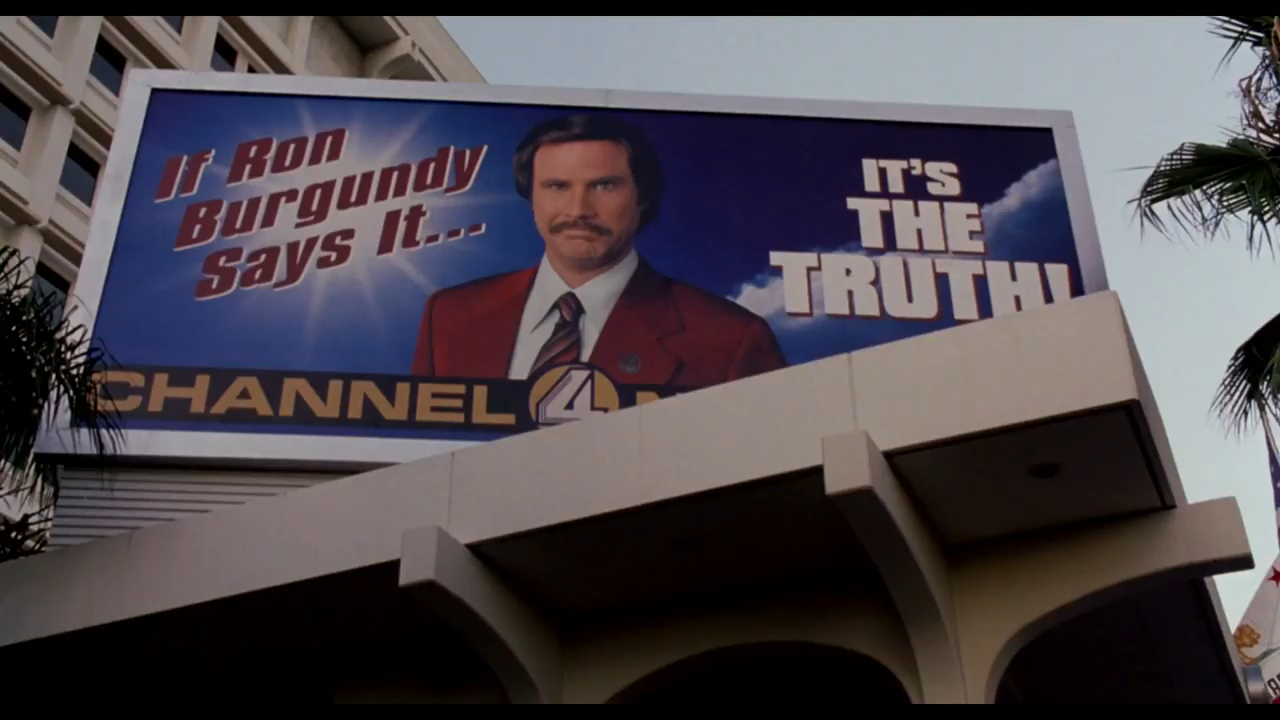 If Ron
Burgundy
Says It...
IT'S
THE
TRUTH!
CHANNEL 4